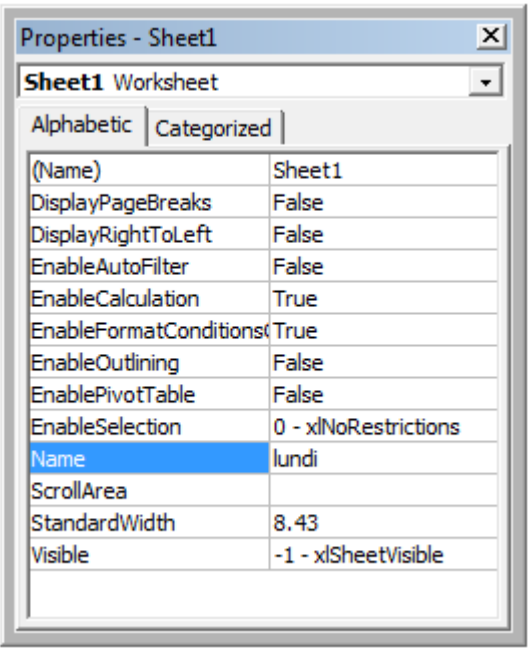 Properties - Sheet1
Sheet1 Worksheet
Alphabetic Categorized
(Name) Sheet1
DisplayPageBreaks False
DisplayRightToLeft False
EnableAutoFilter False
EnableCalculation True
EnableFormatConditions( True
EnableOutlining False
EnablePivotTable False
EnableSelection 0 - xlNoRestrictions
Name lundi
ScrollArea
StandardWidth 8.43
Visible -1 - xlSheetVisible